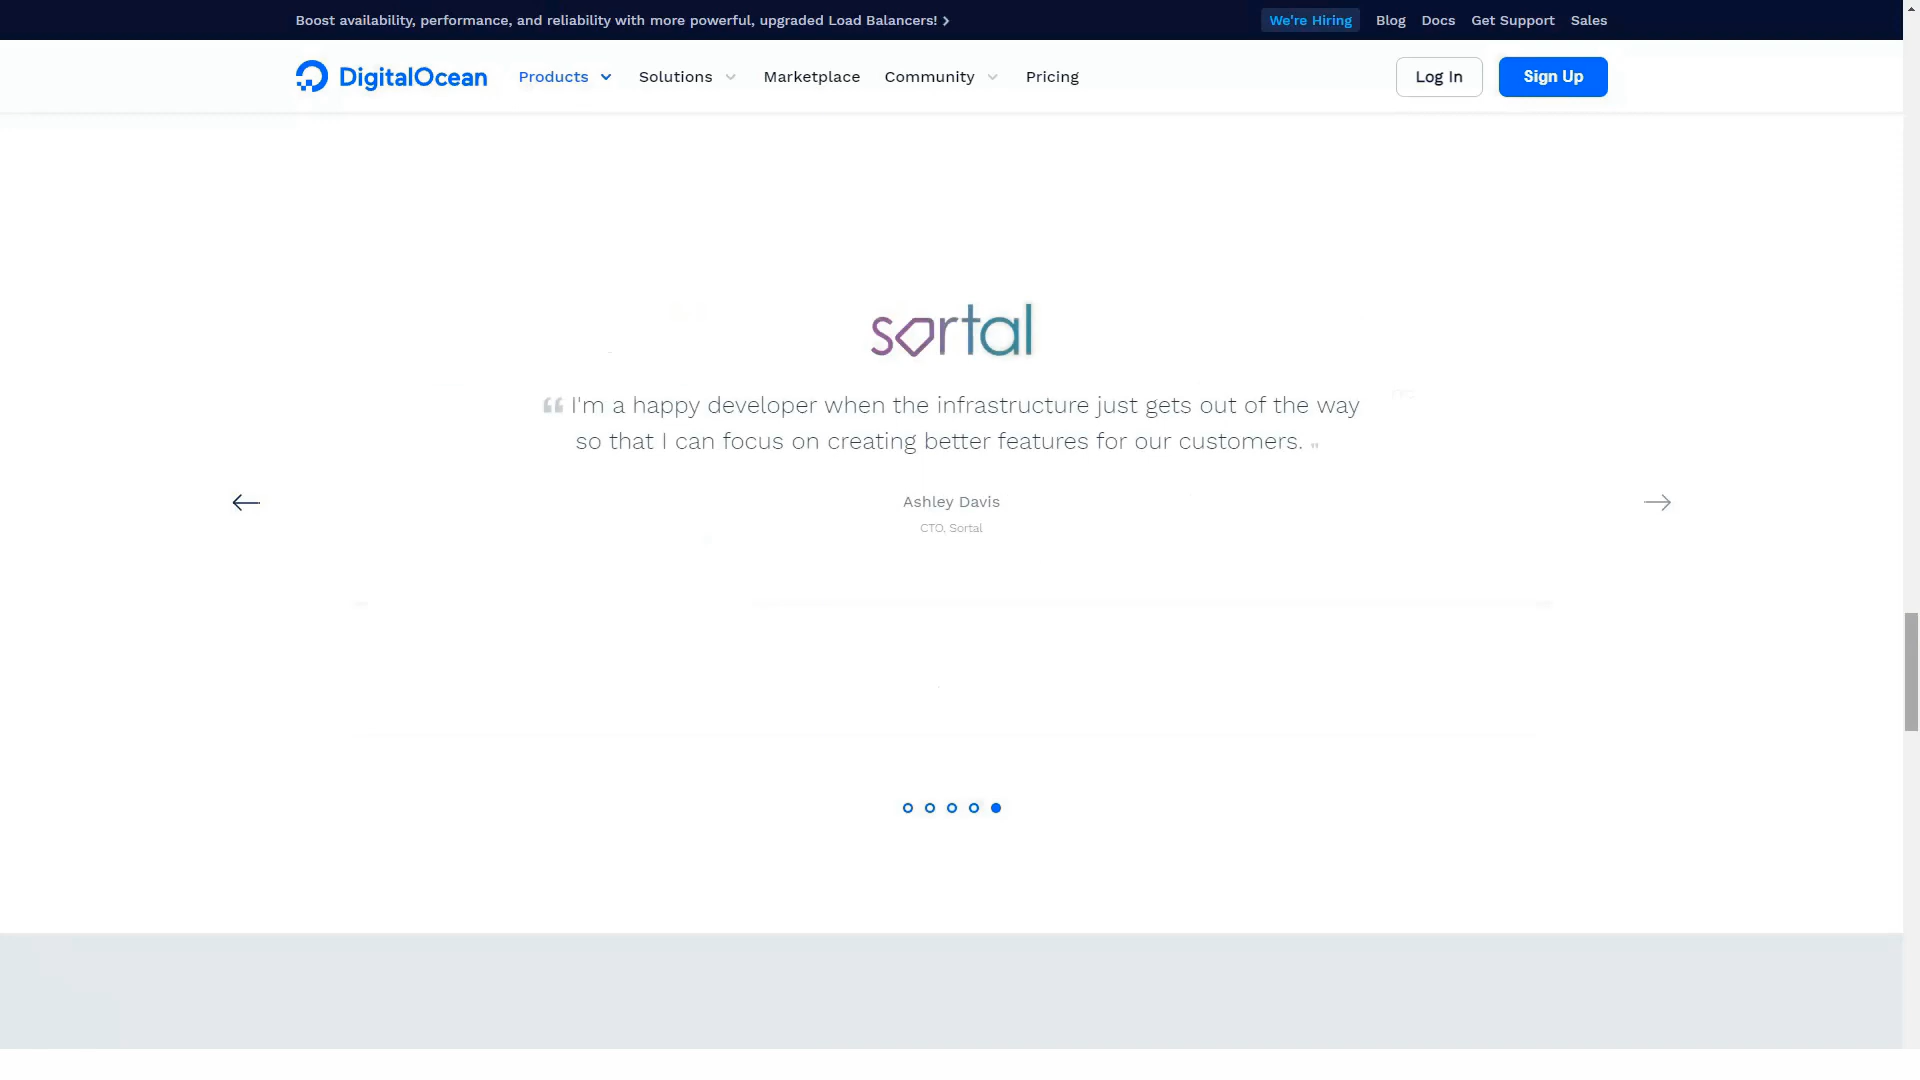 Boost availability, performance, and reliability with more powerful, upgraded Load Balancers!
We're Hiring
Blog
Docs
Get Support
Sales
DigitalOcean
Products
Solutions
Marketplace
Community
Pricing
Log In
Sign Up
sortal
“ I'm a happy developer when the infrastructure just gets out of the way
so that I can focus on creating better features for our customers. ”
Ashley Davis
CTO, Sortal